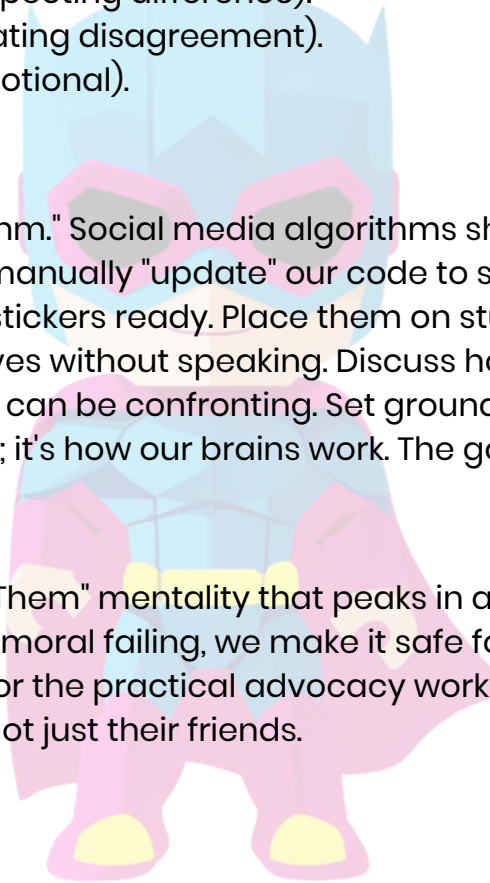 ating disagreement).
otional).
nm." Social media algorithms sh
manually "update" our code to s
stickers ready. Place them on stu
ves without speaking. Discuss ho
can be confronting. Set ground
; it's how our brains work. The go
Them" mentality that peaks in a
moral failing, we make it safe fo
or the practical advocacy work
ot just their friends.